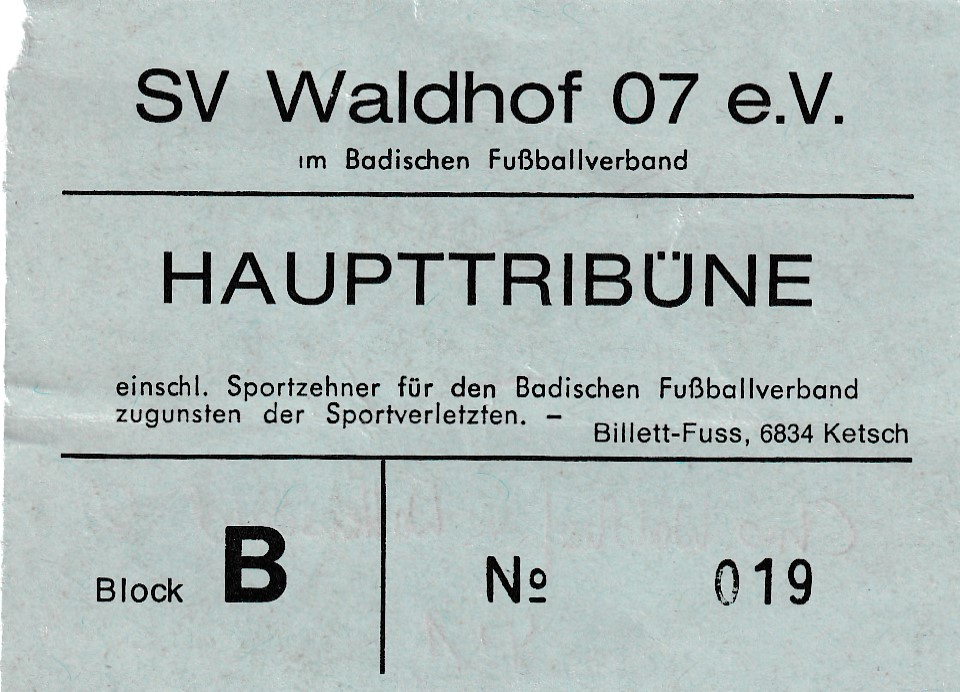 SV Waldhof 07 e.V.
im Badischen Fußballverband
HAUPTTRIBÜNE
einschl. Sportzehner für den Badischen Fußballverband
zugunsten der Sportverletzten. –
Billett-Fuss, 6834 Ketsch
Block B
Nº 019